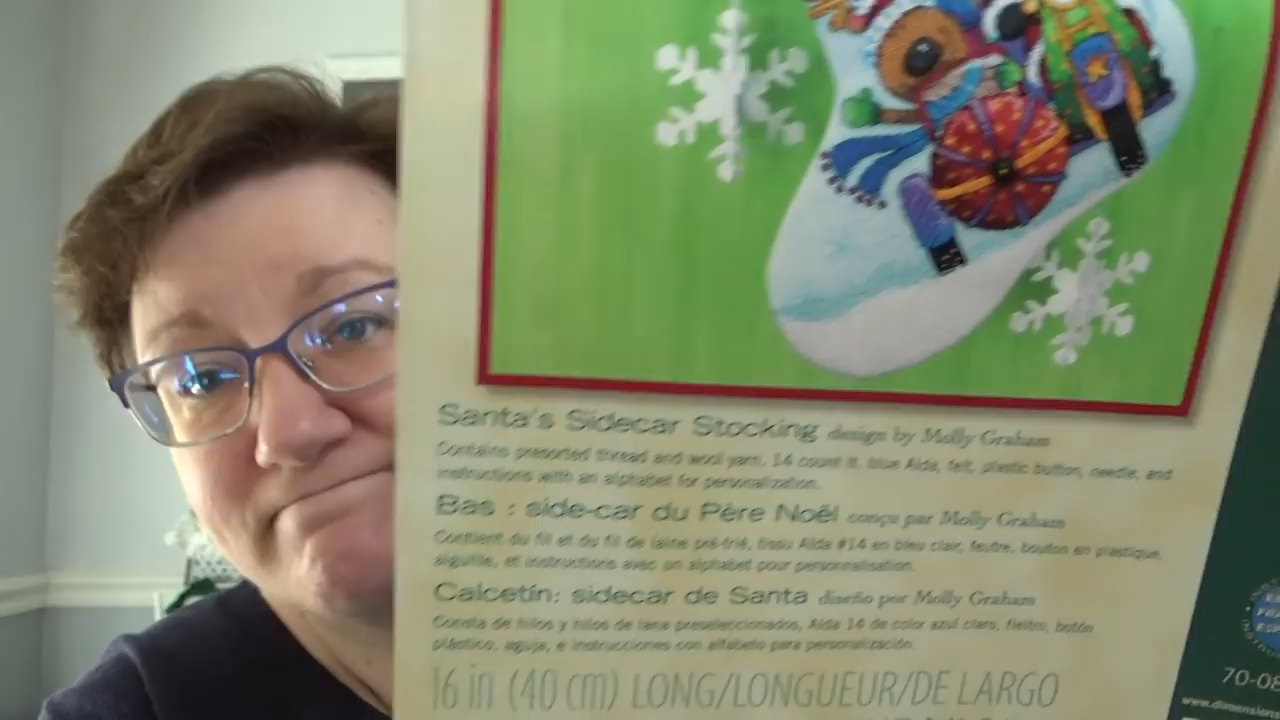 Santa's Sidecar Stocking design by Molly Graham
Contains presorted thread and wool yarn, 14 count lt. blue Aida, felt, plastic button, needle, and
instructions with an alphabet for personalization.
Bas : side-car du Père Noël conçu par Molly Graham
Contient du fil et du fil de laine pré-trié, tissu Aida #14 en bleu clair, feutre, bouton en plastique,
aiguille, et instructions avec un alphabet pour personnalisation.
Calcetín: sidecar de Santa diseño por Molly Graham
Consta de hilos y hilos de lana preseleccionados, Aida 14 de color azul claro, fieltro, botón
plástico, aguja, e instrucciones con alfabeto para personalización.
16 in (40 cm) LONG/LONGUEUR/DE LARGO
70-08
www.dimensions